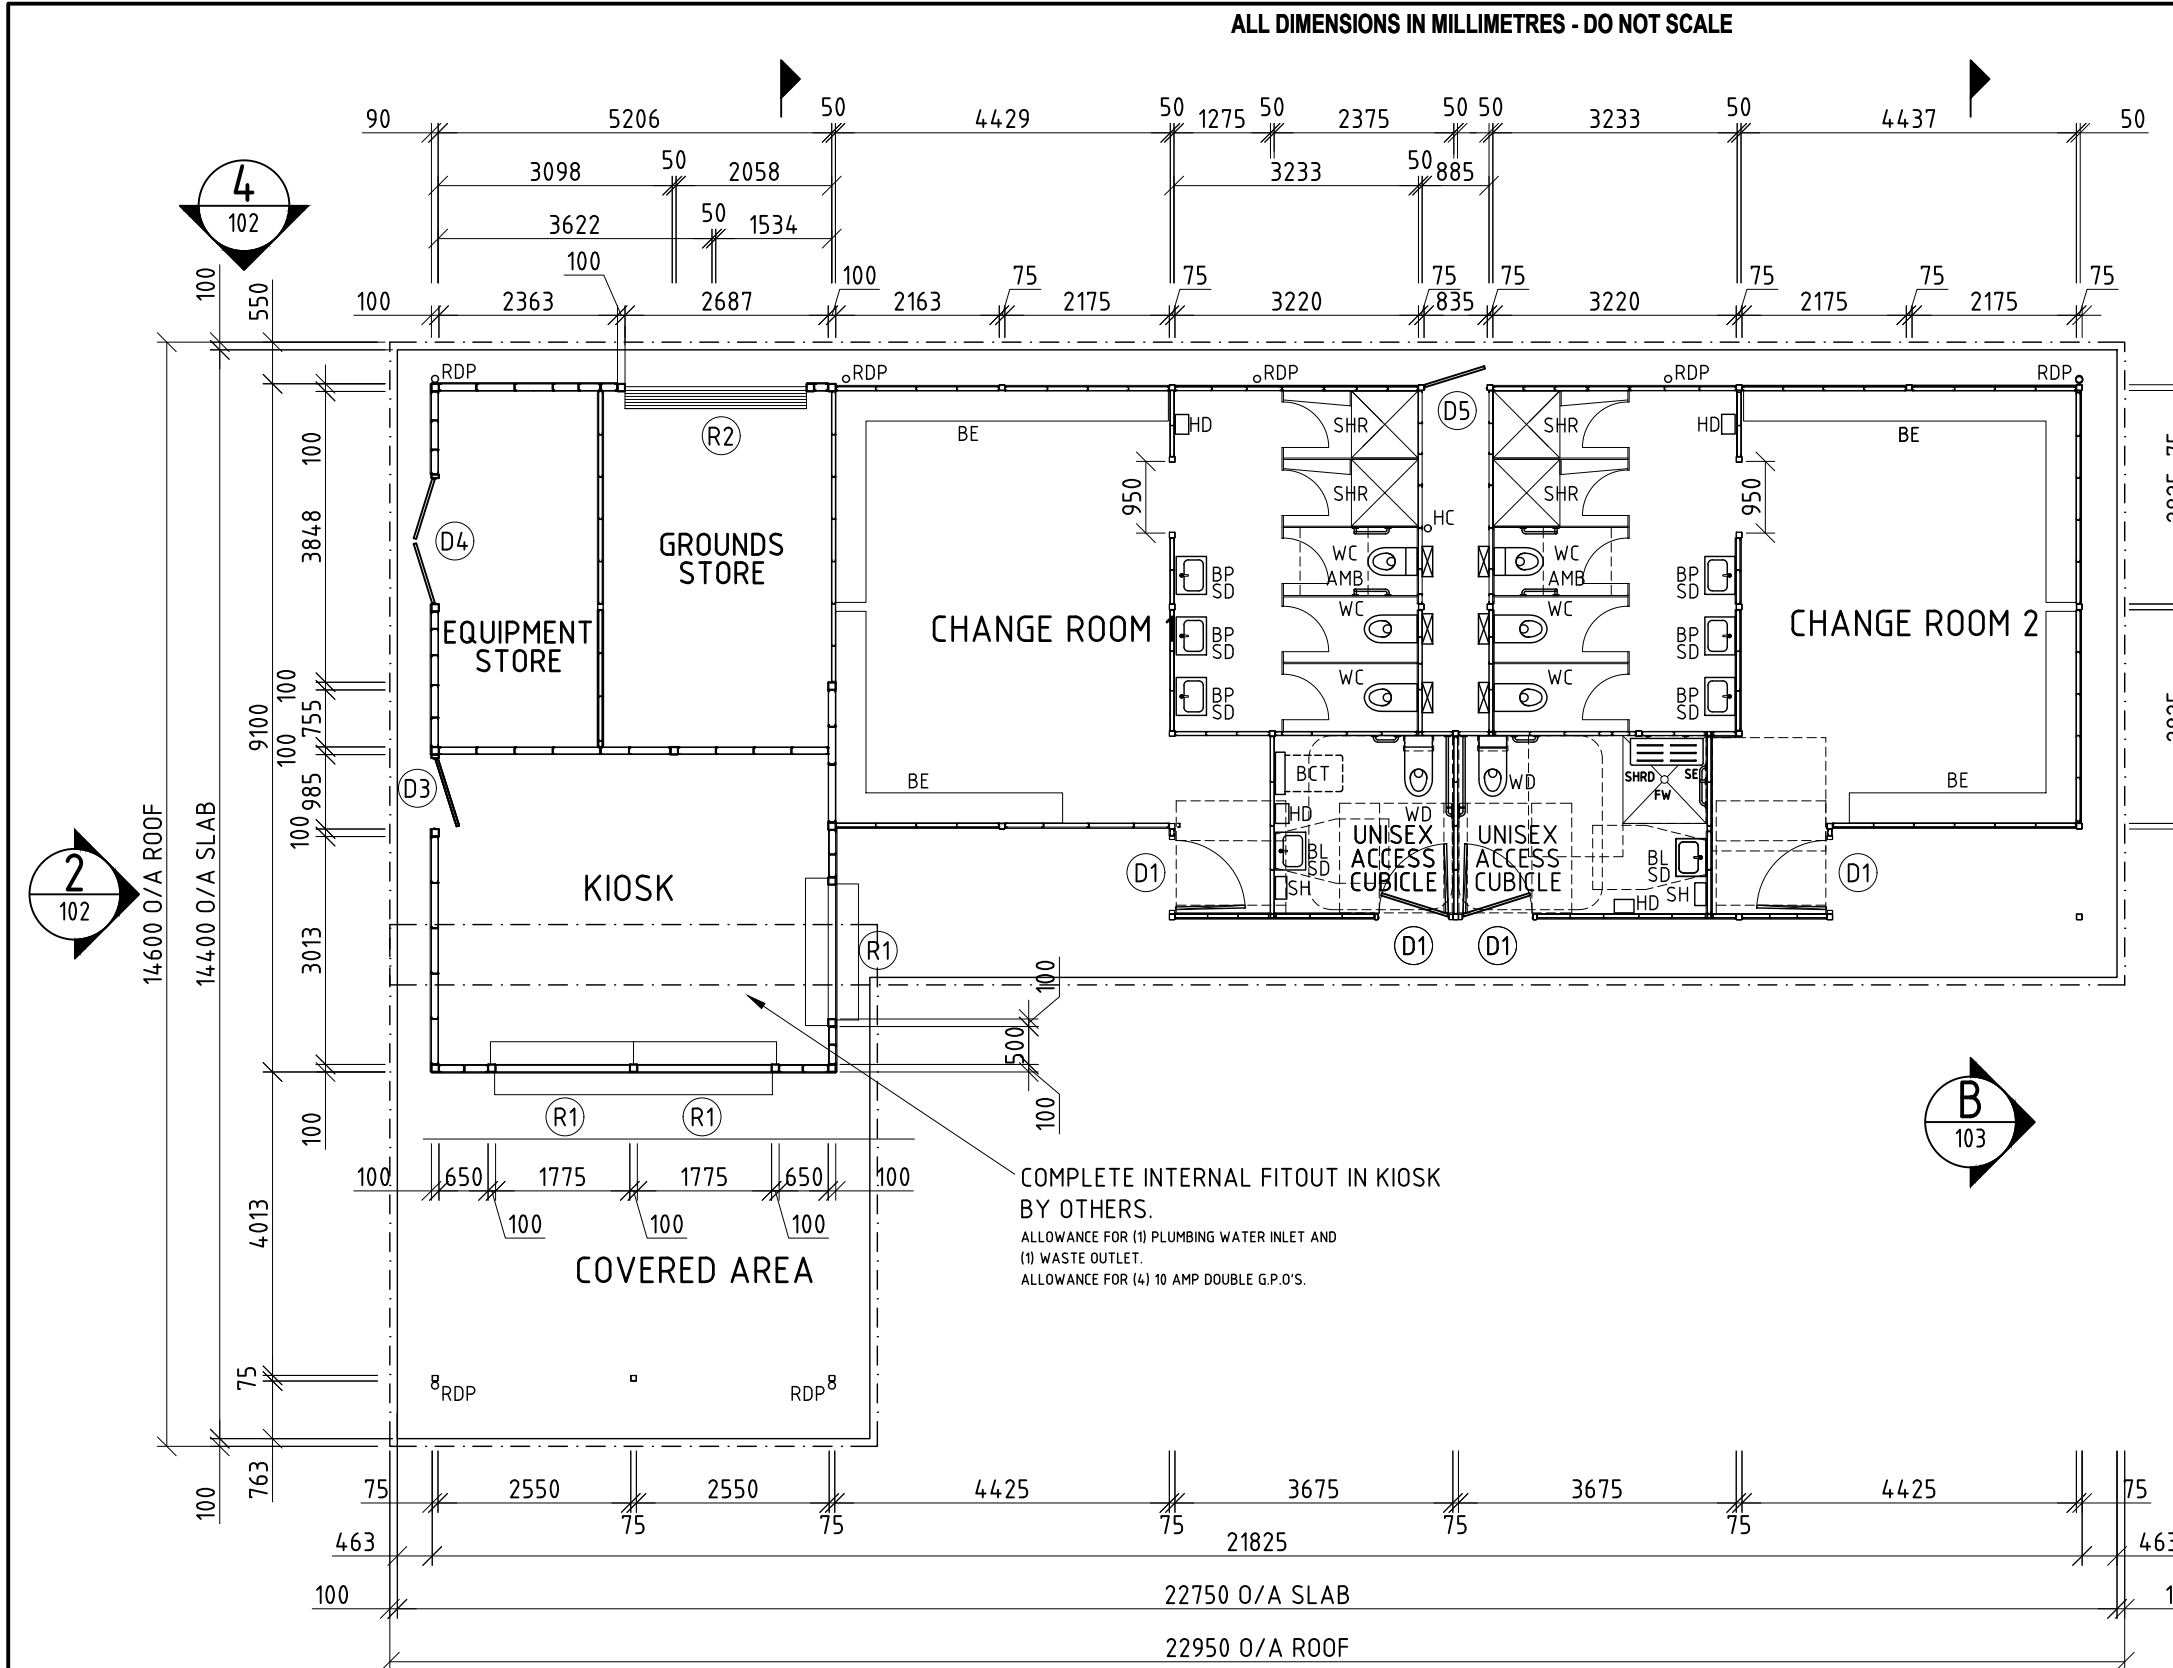 ALL DIMENSIONS IN MILLIMETRES - DO NOT SCALE
90 5206 50 4429 50 1275 50 2375 50 50 3233 50 4437 50
3098 50 2058 3233 50 885
3622 50 1534
100 100 75 75 75 75 75 75 75
100 2363 2687 2163 2175 3220 835 3220 2175 2175
4
102
100
550
14600 O/A ROOF
14400 O/A SLAB
9100
100
3848
100
755
100
985
100
3013
100
4013
75
763
100
2
102
RDP RDP RDP RDP RDP
R2
D5
BE
HD
SHR
SHR
HD
BE
SHR
SHR
950
HC
950
D4
GROUNDS
STORE
WC
AMB
WC
AMB
BP
SD
BP
SD
EQUIPMENT
STORE
CHANGE ROOM 1
CHANGE ROOM 2
WC
WC
BP
SD
BP
SD
WC
WC
BP
SD
BP
SD
D3
BE
BCT
WD
WD
SHRD
SE
FW
BE
HD
UNISEX
ACCESS
CUBICLE
UNISEX
ACCESS
CUBICLE
KIOSK
D1
BL
SD
SH
BL
SD
SH
HD
D1
R1
D1
D1
100
500
100
B
103
R1
R1
100 650 1775 1775 650 100
100 100 100
COVERED AREA
COMPLETE INTERNAL FITOUT IN KIOSK
BY OTHERS.
ALLOWANCE FOR (1) PLUMBING WATER INLET AND
(1) WASTE OUTLET.
ALLOWANCE FOR (4) 10 AMP DOUBLE G.P.O'S.
RDP
RDP
75 2550 2550 4425 3675 3675 4425 75
75 75 75 75 75
463 21825 463
100 22750 O/A SLAB
22950 O/A ROOF